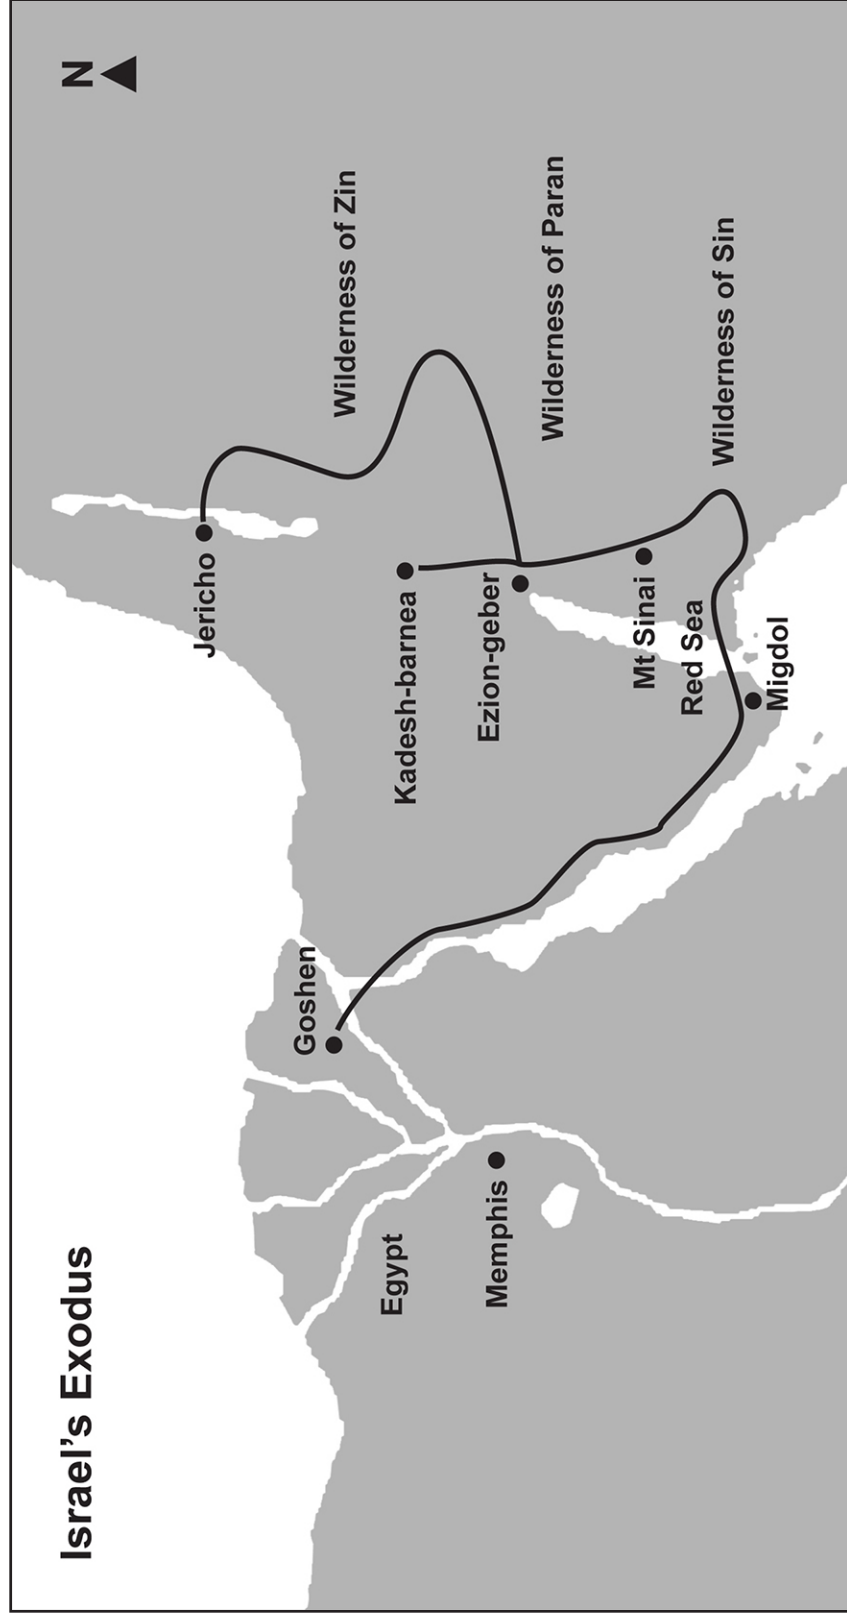 Israel’s Exodus
N
Jericho
Wilderness of Zin
Goshen
Egypt
Kadesh-barnea
Memphis
Ezion-geber
Wilderness of Paran
Mt Sinai
Red Sea
Wilderness of Sin
Migdol